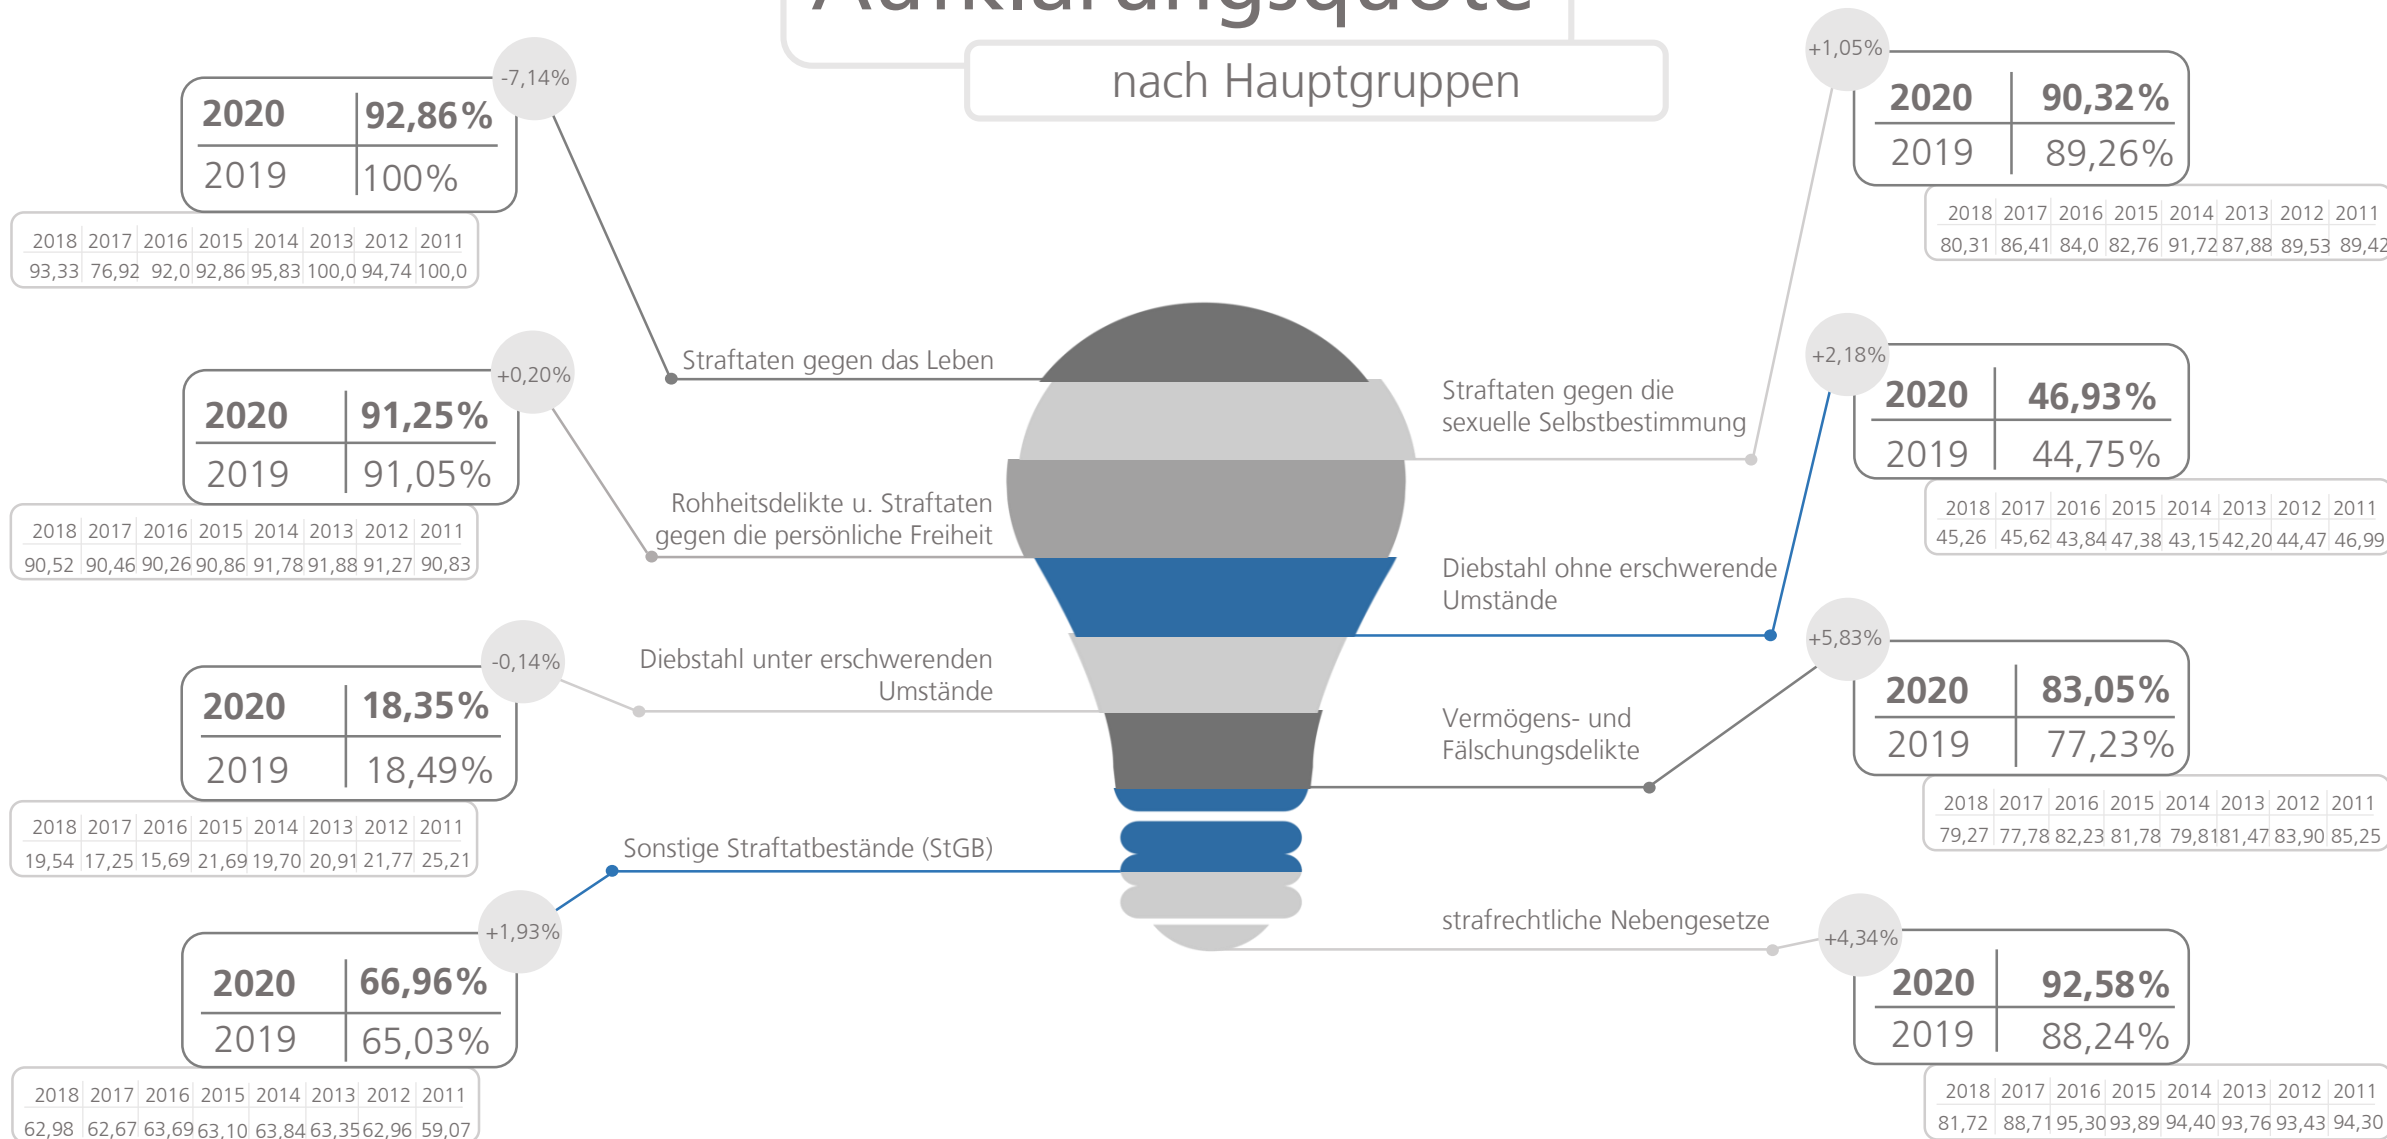 Aufklärungsquote
nach Hauptgruppen
-7,14%
2020 92,86%
2019 100%
2018 2017 2016 2015 2014 2013 2012 2011
93,33 76,92 92,0 92,86 95,83 100,0 94,74 100,0
Straftaten gegen das Leben
+0,20%
2020 91,25%
2019 91,05%
2018 2017 2016 2015 2014 2013 2012 2011
90,52 90,46 90,26 90,86 91,78 91,88 91,27 90,83
Rohheitsdelikte u. Straftaten
gegen die persönliche Freiheit
-0,14%
2020 18,35%
2019 18,49%
2018 2017 2016 2015 2014 2013 2012 2011
19,54 17,25 15,69 21,69 19,70 20,91 21,77 25,21
Diebstahl unter erschwerenden
Umstände
+1,93%
2020 66,96%
2019 65,03%
2018 2017 2016 2015 2014 2013 2012 2011
62,98 62,67 63,69 63,10 63,84 63,35 62,96 59,07
Sonstige Straftatbestände (StGB)
+1,05%
2020 90,32%
2019 89,26%
2018 2017 2016 2015 2014 2013 2012 2011
80,31 86,41 84,0 82,76 91,72 87,88 89,53 89,42
Straftaten gegen die
sexuelle Selbstbestimmung
+2,18%
2020 46,93%
2019 44,75%
2018 2017 2016 2015 2014 2013 2012 2011
45,26 45,62 43,84 47,38 43,15 42,20 44,47 46,99
Diebstahl ohne erschwerende
Umstände
+5,83%
2020 83,05%
2019 77,23%
2018 2017 2016 2015 2014 2013 2012 2011
79,27 77,78 82,23 81,78 79,81 81,47 83,90 85,25
Vermögens- und
Fälschungsdelikte
+4,34%
2020 92,58%
2019 88,24%
2018 2017 2016 2015 2014 2013 2012 2011
81,72 88,71 95,30 93,89 94,40 93,76 93,43 94,30
strafrechtliche Nebengesetze